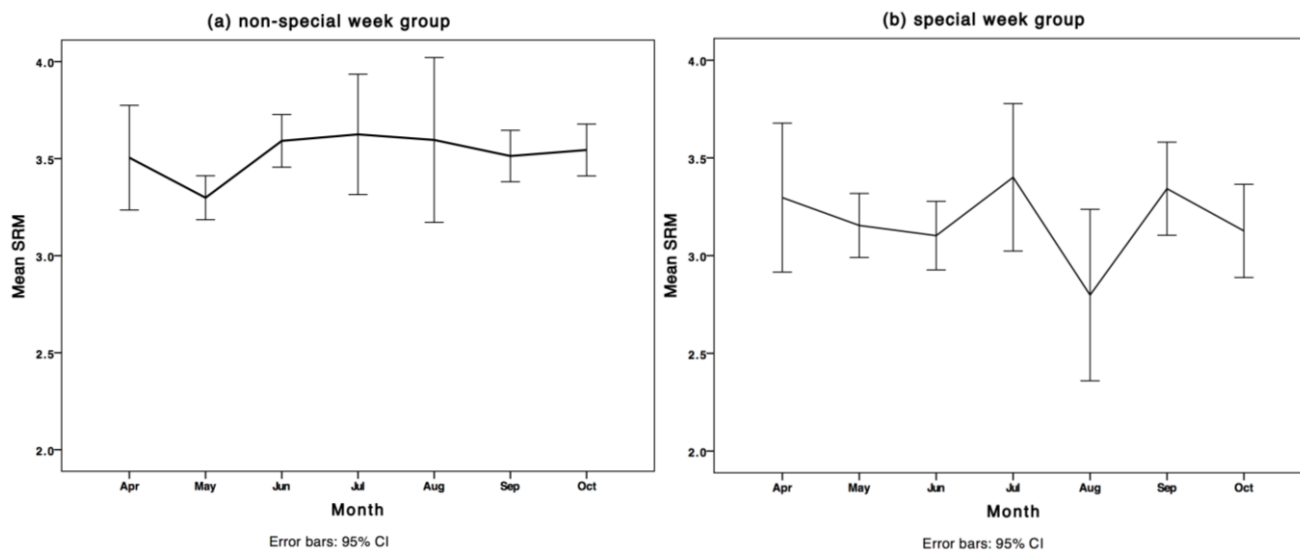 (a) non-special week group
Mean SRM
4.0
3.5
3.0
2.5
2.0
Apr May Jun Jul Aug Sep Oct
Month
Error bars: 95% CI
(b) special week group
Mean SRM
4.0
3.5
3.0
2.5
2.0
Apr May Jun Jul Aug Sep Oct
Month
Error bars: 95% CI